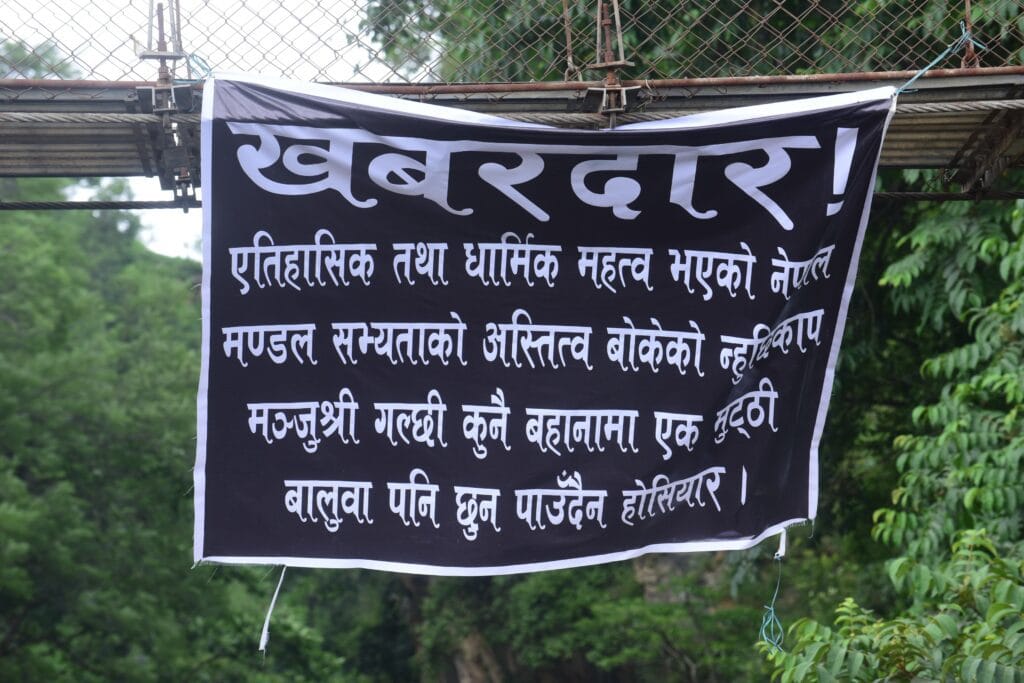 खबरदार!
एतिहासिक तथा धार्मिक महत्व भएको नेपाल
मण्डल सभ्यताको अस्तित्व बोकेको न्हुछिकाप
मञ्जुश्री गल्छी कुनै बहानामा एक मुट्ठी
बालुवा पनि छुन पाउँदैन होसियार ।